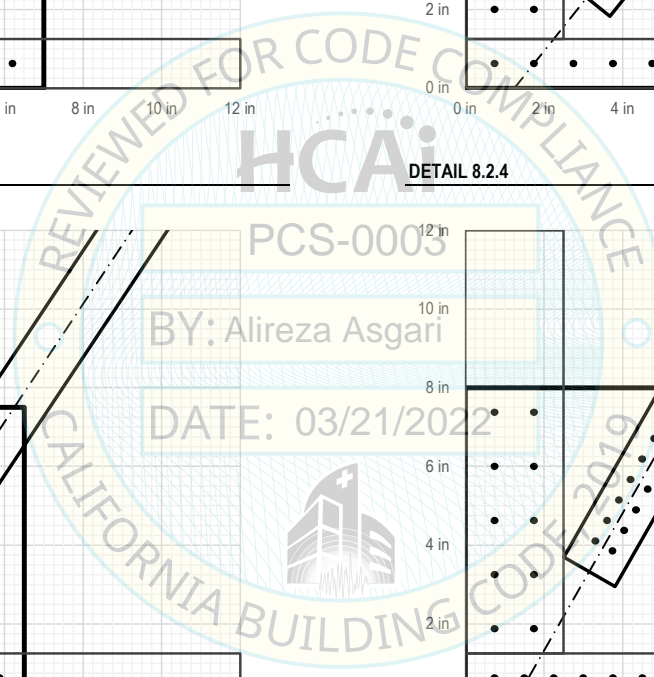 2 in
0 in
in
8 in
10 in
12 in
0 in
2 in
4 in
REVIEWED FOR CODE COMPLIANCE
HCAi
DETAIL 8.2.4
PCS-0003
12 in
10 in
BY: Alireza Asgari
8 in
DATE: 03/21/2022
6 in
4 in
2 in
CALIFORNIA BUILDING CODE 2019